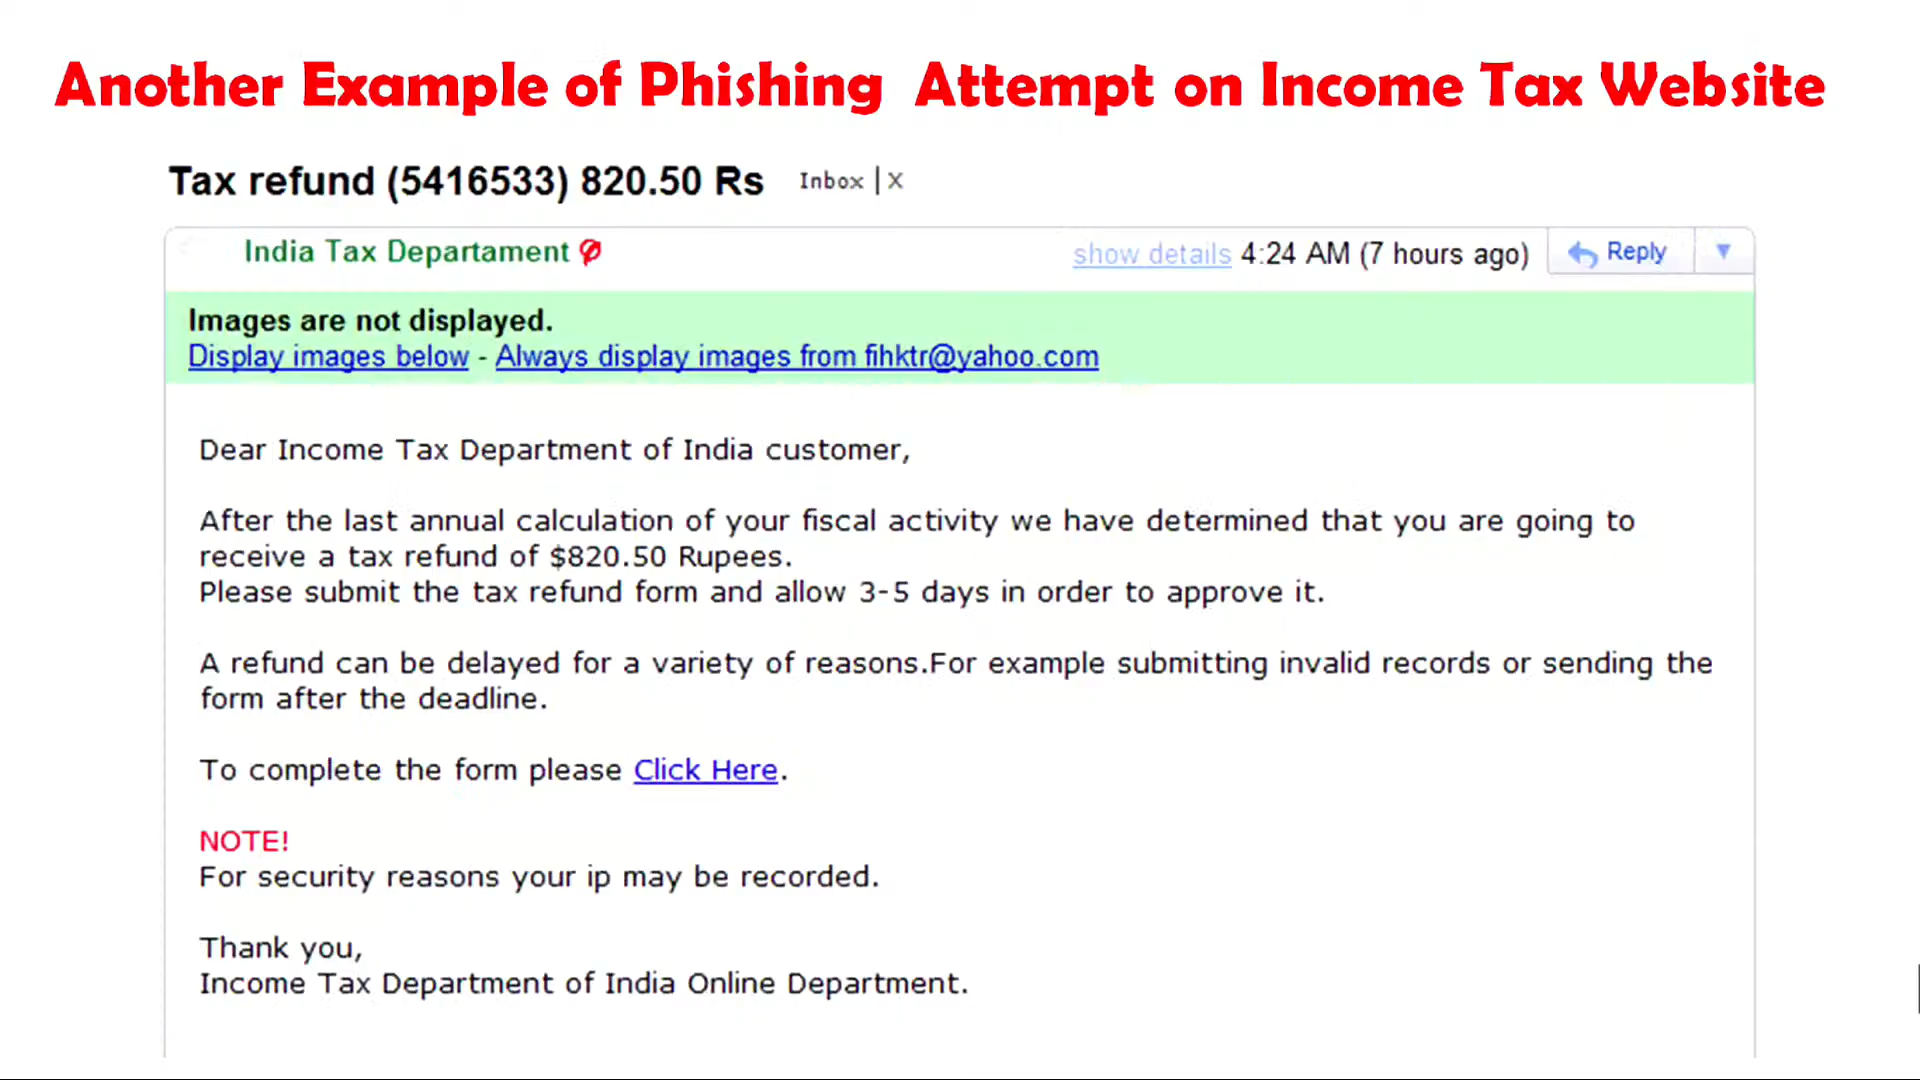 Another Example of Phishing Attempt on Income Tax Website
Tax refund (5416533) 820.50 Rs Inbox | X
India Tax Departament show details 4:24 AM (7 hours ago) Reply
Images are not displayed.
Display images below - Always display images from fihktr@yahoo.com
Dear Income Tax Department of India customer,
After the last annual calculation of your fiscal activity we have determined that you are going to
receive a tax refund of $820.50 Rupees.
Please submit the tax refund form and allow 3-5 days in order to approve it.
A refund can be delayed for a variety of reasons.For example submitting invalid records or sending the
form after the deadline.
To complete the form please Click Here.
NOTE!
For security reasons your ip may be recorded.
Thank you,
Income Tax Department of India Online Department.